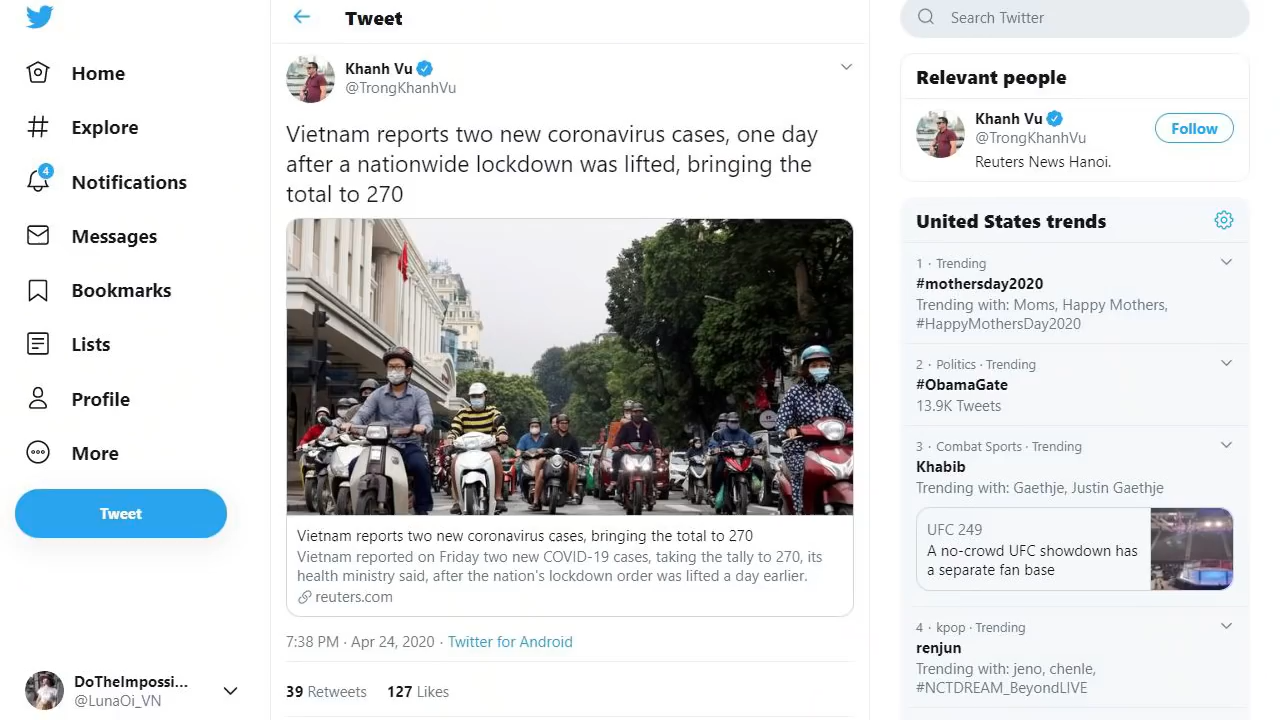 Home
Explore
4
Notifications
Messages
Bookmarks
Lists
Profile
More
Tweet
DoTheImpossi...
@LunaOi_VN
Tweet
Khanh Vu
@TrongKhanhVu
Vietnam reports two new coronavirus cases, one day
after a nationwide lockdown was lifted, bringing the
total to 270
Vietnam reports two new coronavirus cases, bringing the total to 270
Vietnam reported on Friday two new COVID-19 cases, taking the tally to 270, its
health ministry said, after the nation's lockdown order was lifted a day earlier.
reuters.com
7:38 PM · Apr 24, 2020 · Twitter for Android
39 Retweets 127 Likes
Search Twitter
Relevant people
Khanh Vu
@TrongKhanhVu
Follow
Reuters News Hanoi.
United States trends
1 · Trending
#mothersday2020
Trending with: Moms, Happy Mothers,
#HappyMothersDay2020
2 · Politics · Trending
#ObamaGate
13.9K Tweets
3 · Combat Sports · Trending
Khabib
Trending with: Gaethje, Justin Gaethje
UFC 249
A no-crowd UFC showdown has
a separate fan base
4 · kpop · Trending
renjun
Trending with: jeno, chenle,
#NCTDREAM_BeyondLIVE